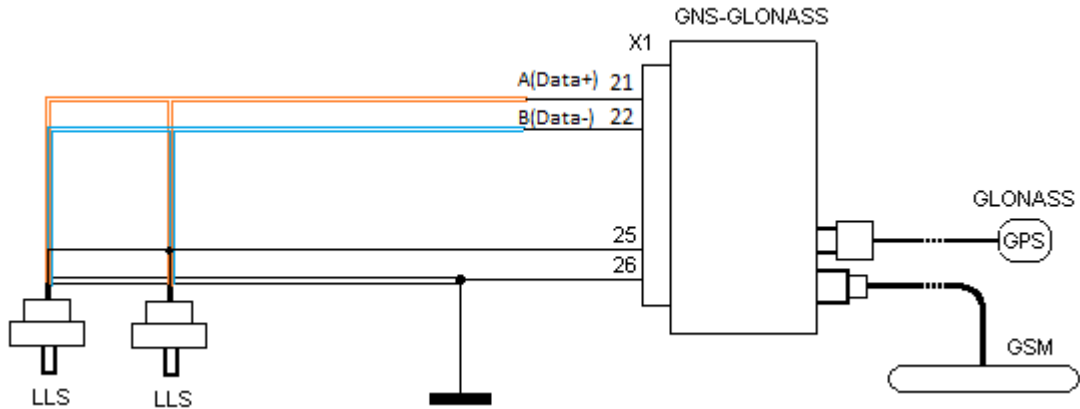 GNS-GLONASS
X1
A(Data+) 21
B(Data-) 22
25
26
GLONASS
GPS
GSM
LLS
LLS